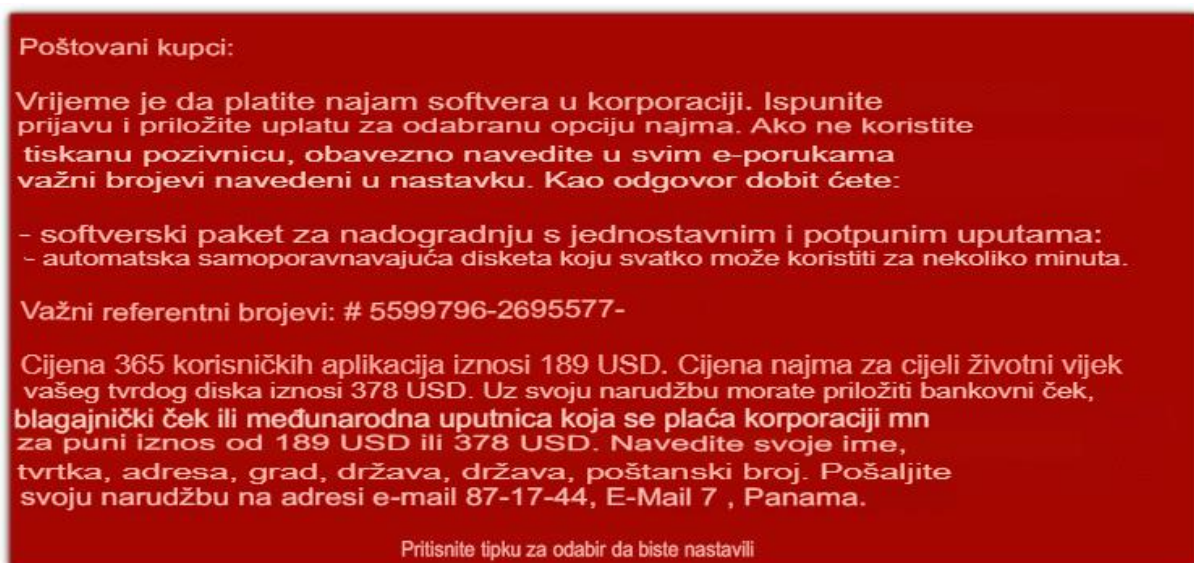 Poštovani kupci:
Vrijeme je da platite najam softvera u korporaciji. Ispunite
prijavu i priložite uplatu za odabranu opciju najma. Ako ne koristite
tiskanu pozivnicu, obavezno navedite u svim e-porukama
važni brojevi navedeni u nastavku. Kao odgovor dobit ćete:
- softverski paket za nadogradnju s jednostavnim i potpunim uputama:
- automatska samoporavnavajuća disketa koju svatko može koristiti za nekoliko minuta.
Važni referentni brojevi: # 5599796-2695577-
Cijena 365 korisničkih aplikacija iznosi 189 USD. Cijena najma za cijeli životni vijek
vašeg tvrdog diska iznosi 378 USD. Uz svoju narudžbu morate priložiti bankovni ček,
blagajnički ček ili međunarodna uputnica koja se plaća korporaciji mn
za puni iznos od 189 USD ili 378 USD. Navedite svoje ime,
tvrtka, adresa, grad, država, država, poštanski broj. Pošaljite
svoju narudžbu na adresi e-mail 87-17-44, E-Mail 7 , Panama.
Pritisnite tipku za odabir da biste nastavili